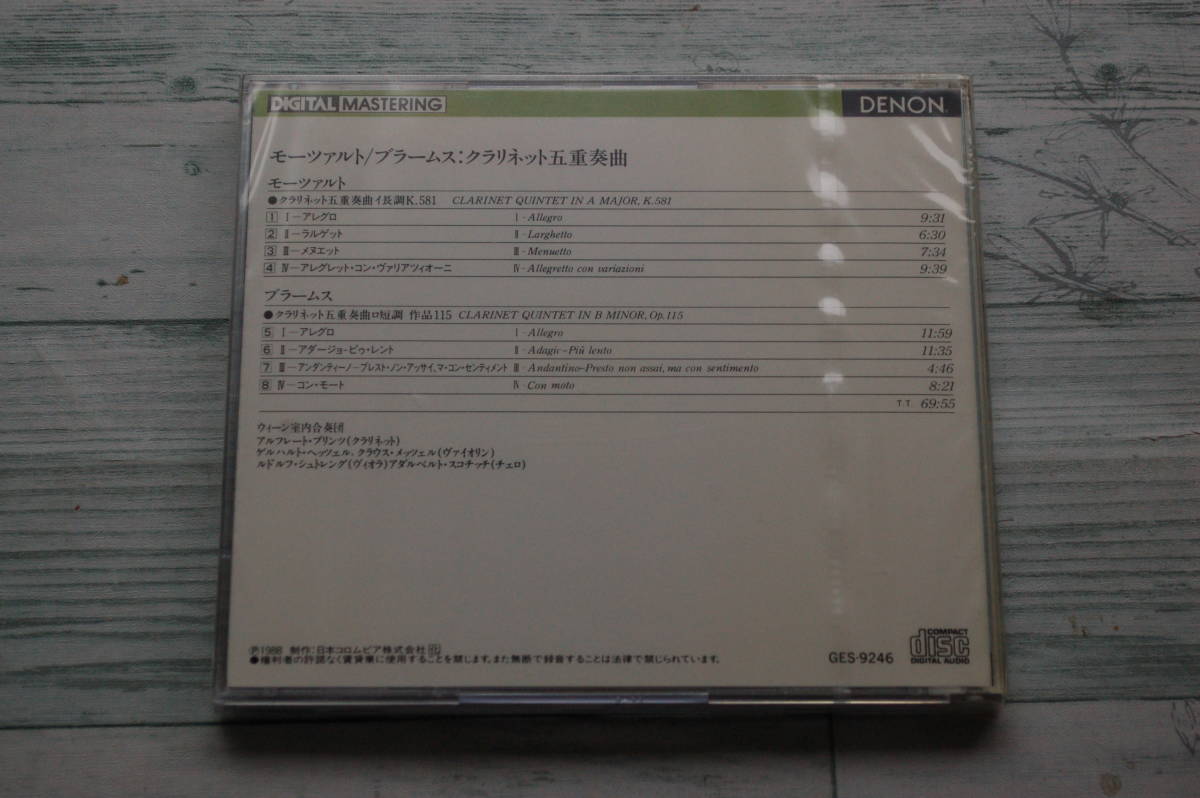 DIGITAL MASTERING DENON
モーツァルト/ブラームス:クラリネット五重奏曲
モーツァルト
●クラリネット五重奏曲イ長調K.581 CLARINET QUINTET IN A MAJOR, K.581
1 Ⅰ−アレグロ Ⅰ-Allegro 9:31
2 Ⅱ−ラルゲット Ⅱ-Larghetto 6:30
3 Ⅲ−メヌエット Ⅲ-Menuetto 7:34
4 Ⅳ−アレグレット・コン・ヴァリアツィオーニ Ⅳ-Allegretto con variazioni 9:39
ブラームス
●クラリネット五重奏曲ロ短調 作品115 CLARINET QUINTET IN B MINOR, Op.115
5 Ⅰ−アレグロ Ⅰ-Allegro 11:59
6 Ⅱ−アダージョ-ピゥ・レント Ⅱ-Adagio-Più lento 11:35
7 Ⅲ−アンダンティーノ−プレスト・ノン・アッサイ、マ・コン・センティメント Ⅲ-Andantino-Presto non assai, ma con sentimento 4:46
8 Ⅳ−コン・モート Ⅳ-Con moto 8:21
T.T. 69:55
ウィーン室内合奏団
アルフレート・プリンツ(クラリネット)
ゲルハルト・ヘッツェル、クラウス・メッツェル(ヴァイオリン)
ルドルフ・シュトレング(ヴィオラ)アダルベルト・スコチッチ(チェロ)
Ⓟ1988 制作:日本コロムビア株式会社
●権利者の許諾なく賃貸業に使用することを禁じます。また無断で録音することは法律で禁じられています。
GES-9246
COMPACT disc DIGITAL AUDIO